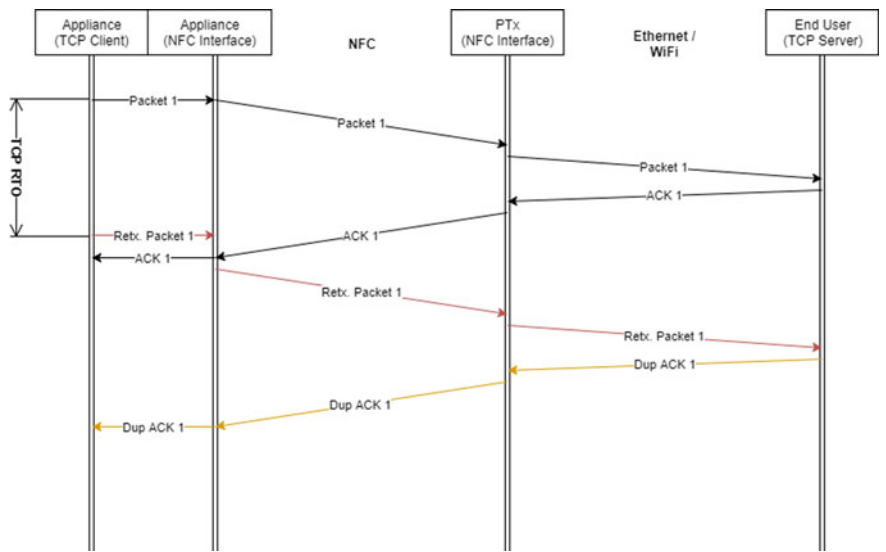 Appliance
(TCP Client)
Appliance
(NFC Interface)
NFC
PTx
(NFC Interface)
Ethernet /
WiFi
End User
(TCP Server)
Packet 1
Packet 1
Packet 1
ACK 1
TCP RTO
Retx. Packet 1
ACK 1
ACK 1
Retx. Packet 1
Retx. Packet 1
Dup ACK 1
Dup ACK 1
Dup ACK 1